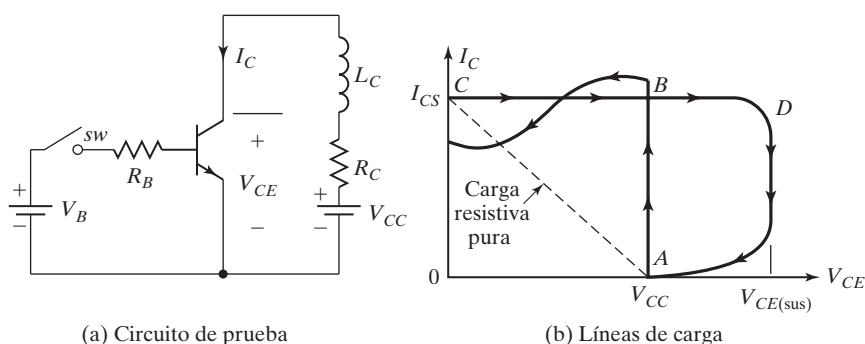 I_C
L_C
sw
R_B
R_C
V_B
V_CE
V_CC
+
−
+
−
+
−
(a) Circuito de prueba
I_C
I_CS
C
B
D
Carga
resistiva
pura
A
0
V_CC
V_CE(sus)
V_CE
(b) Líneas de carga